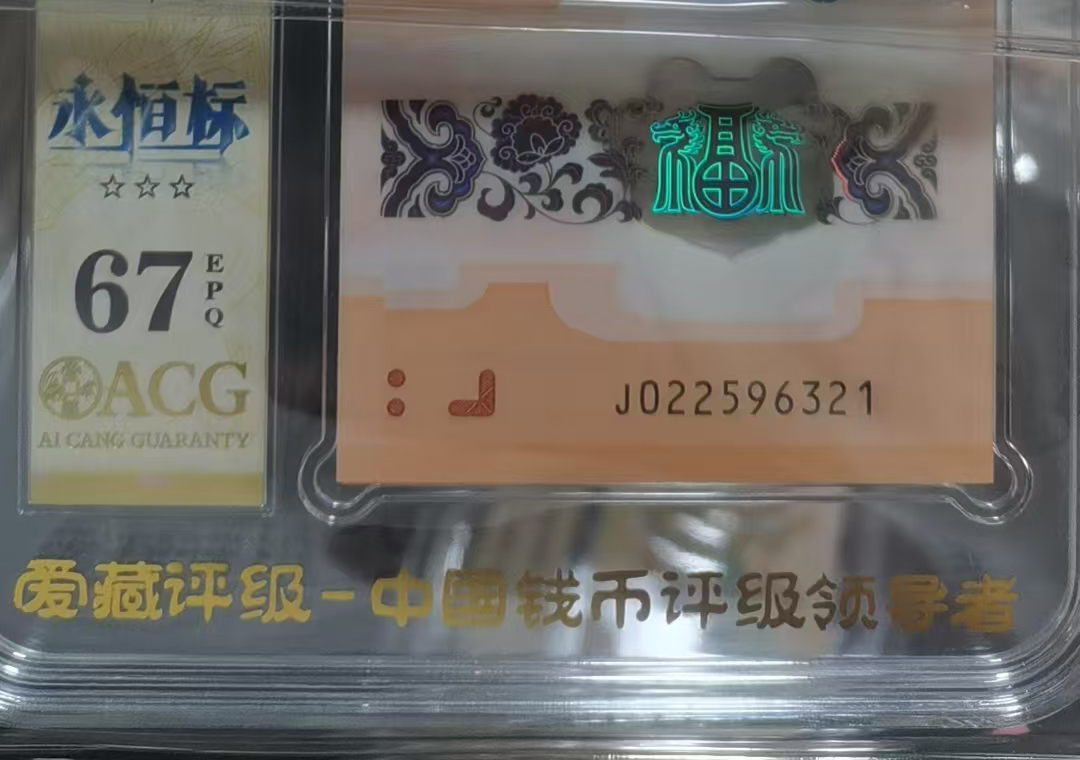 永恒标
☆☆☆
67 EPQ
ACG
AI CANG GUARANTY
福
J022596321
爱藏评级-中国钱币评级领导者